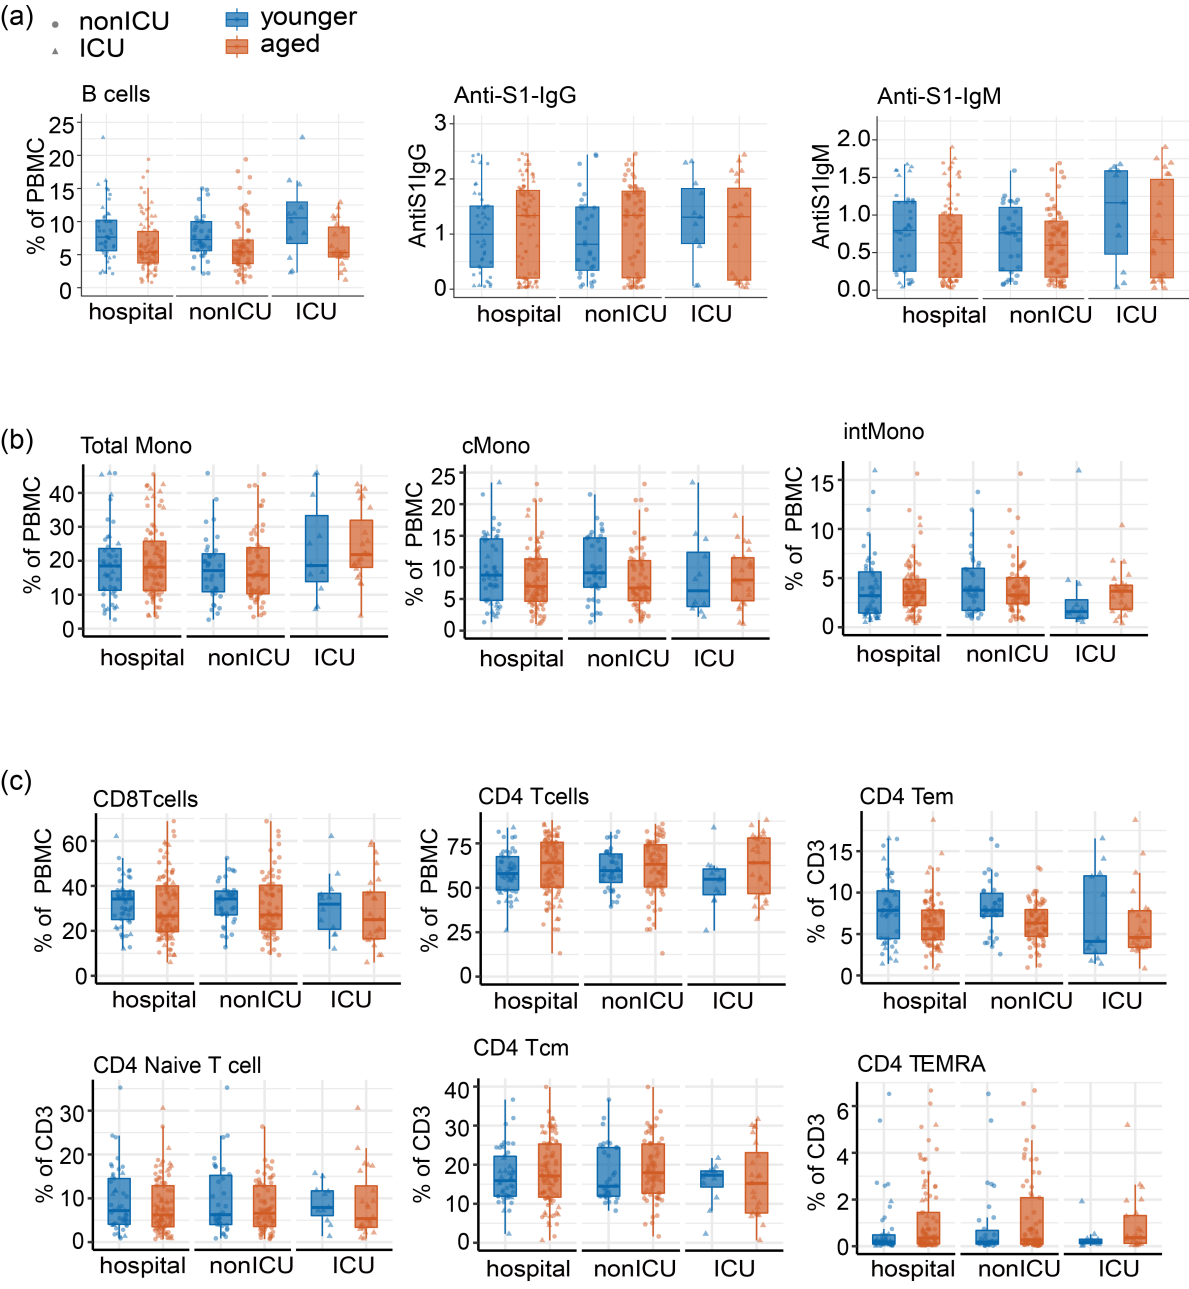 (a)
nonICU
ICU
younger
aged
B cells
% of PBMC
25
20
15
10
5
0
hospital nonICU ICU
Anti-S1-IgG
AntiS1IgG
3
2
1
0
hospital nonICU ICU
Anti-S1-IgM
AntiS1IgM
2.0
1.5
1.0
0.5
0.0
hospital nonICU ICU
(b)
Total Mono
% of PBMC
40
30
20
10
0
hospital nonICU ICU
cMono
% of PBMC
25
20
15
10
5
0
hospital nonICU ICU
intMono
% of PBMC
15
10
5
0
hospital nonICU ICU
(c)
CD8Tcells
% of PBMC
60
40
20
0
hospital nonICU ICU
CD4 Tcells
% of PBMC
75
50
25
0
hospital nonICU ICU
CD4 Tem
% of CD3
15
10
5
0
hospital nonICU ICU
CD4 Naive T cell
% of CD3
30
20
10
0
hospital nonICU ICU
CD4 Tcm
% of CD3
40
30
20
10
0
hospital nonICU ICU
CD4 TEMRA
% of CD3
6
4
2
0
hospital nonICU ICU